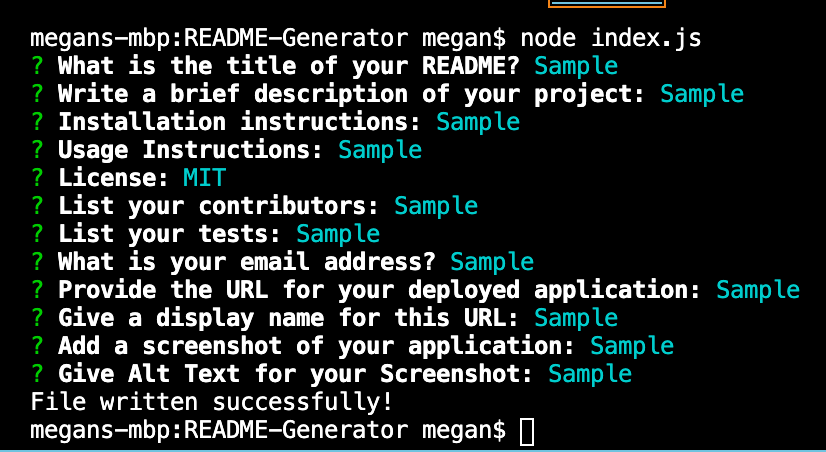 megans-mbp:README-Generator megan$ node index.js
? What is the title of your README? Sample
? Write a brief description of your project: Sample
? Installation instructions: Sample
? Usage Instructions: Sample
? License: MIT
? List your contributors: Sample
? List your tests: Sample
? What is your email address? Sample
? Provide the URL for your deployed application: Sample
? Give a display name for this URL: Sample
? Add a screenshot of your application: Sample
? Give Alt Text for your Screenshot: Sample
File written successfully!
megans-mbp:README-Generator megan$